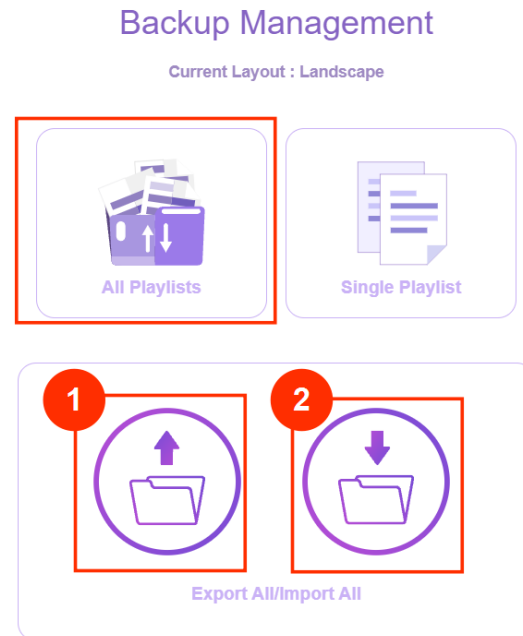 Backup Management
Current Layout : Landscape
All Playlists
Single Playlist
1
2
Export All/Import All